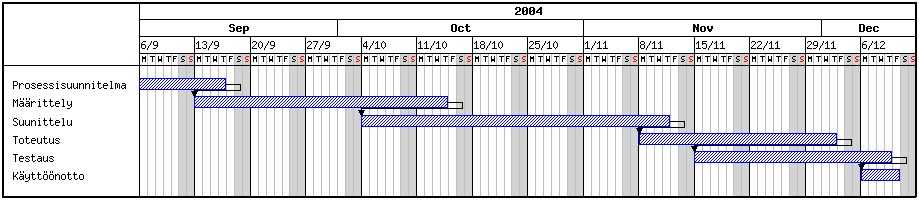 2004
Sep Oct Nov Dec
6/9 13/9 20/9 27/9 4/10 11/10 18/10 25/10 1/11 8/11 15/11 22/11 29/11 6/12
M T W T F S S M T W T F S S M T W T F S S M T W T F S S M T W T F S S M T W T F S S M T W T F S S M T W T F S S M T W T F S S M T W T F S S M T W T F S S M T W T F S S M T W T F S S M T W T F S S
Prosessisuunnitelma
Määrittely
Suunittelu
Toteutus
Testaus
Käyttöönotto